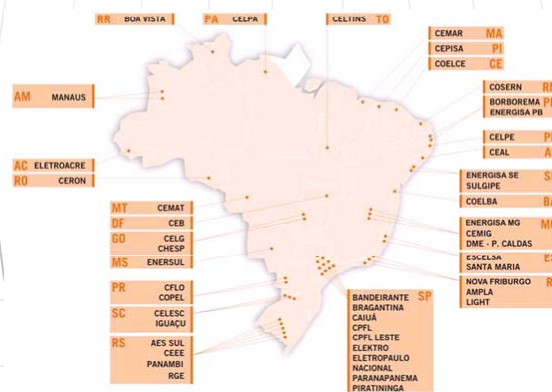 RR BOA VISTA
PA CELPA
CELTINS TO
CEMAR MA
CEPISA PI
COELCE CE
AM MANAUS
COSERN
BORBOREMA
ENERGISA PB
CELPE
CEAL
AC ELETROACRE
RO CERON
ENERGISA SE
SULGIPE
COELBA
MT CEMAT
DF CEB
GO CELG
CHESP
MS ENERSUL
ENERGISA MG
CEMIG
DME - P. CALDAS
ESCELSA
SANTA MARIA
NOVA FRIBURGO
AMPLA
LIGHT
PR CFLO
COPEL
SC CELESC
IGUAÇU
RS AES SUL
CEEE
PANAMBI
RGE
BANDEIRANTE SP
BRAGANTINA
CAIUÁ
CPFL
CPFL LESTE
ELEKTRO
ELETROPAULO
NACIONAL
PARANAPANEMA
PIRATININGA